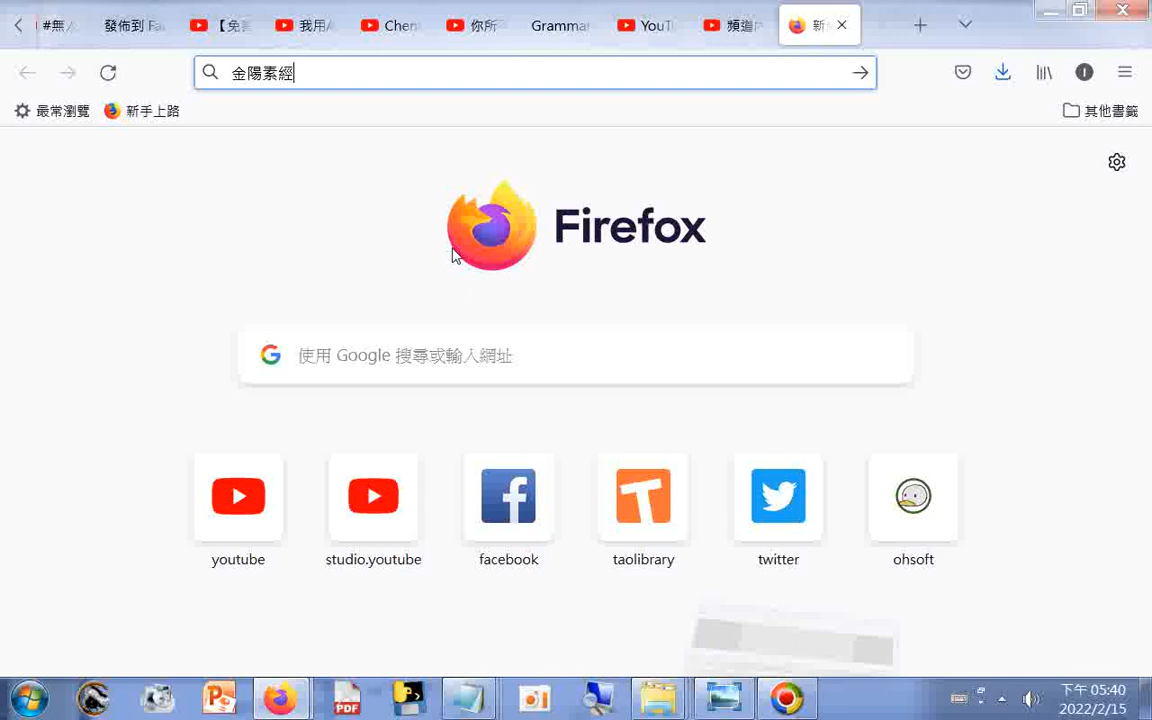 #無人
發佈到 Fa
【免
我用A
Chen
你所
Gramma
YouT
頻道
新
金陽素經
最常瀏覽
新手上路
其他書籤
Firefox
使用 Google 搜尋或輸入網址
youtube
studio.youtube
facebook
taolibrary
twitter
ohsoft
PDF
下午 05:40
2022/2/15